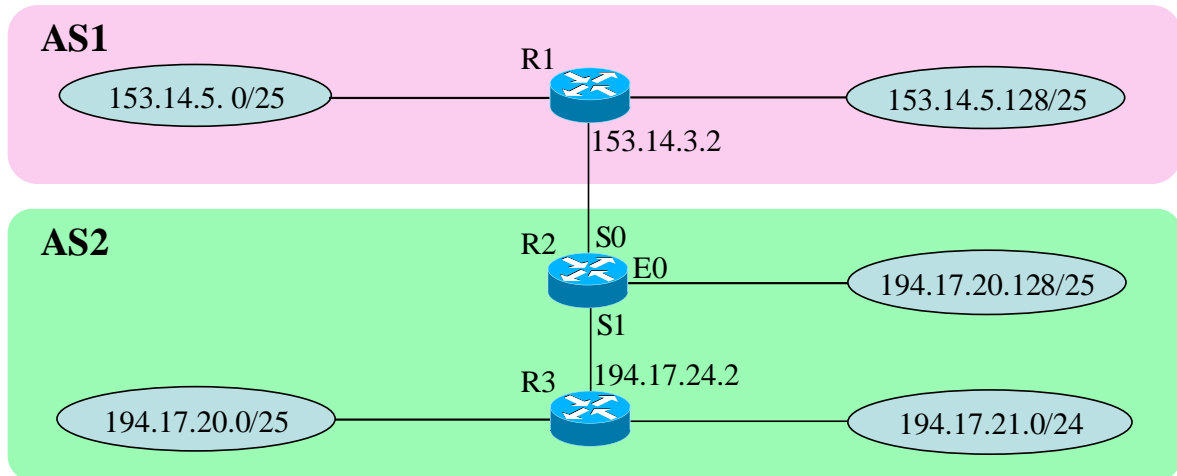 AS1
R1
153.14.5. 0/25
153.14.5.128/25
153.14.3.2
AS2
R2
S0
E0
194.17.20.128/25
S1
R3
194.17.24.2
194.17.20.0/25
194.17.21.0/24